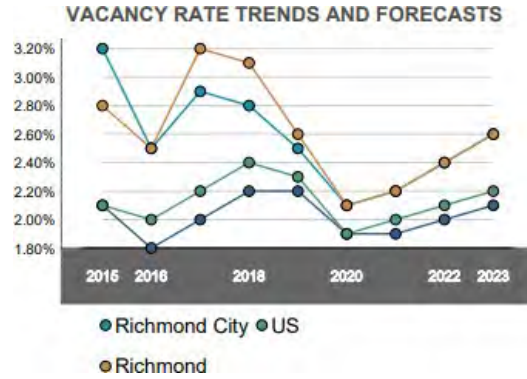 VACANCY RATE TRENDS AND FORECASTS
3.20%
3.00%
2.80%
2.60%
2.40%
2.20%
2.00%
1.80%
2015 2016 2018 2020 2022 2023
Richmond City US
Richmond